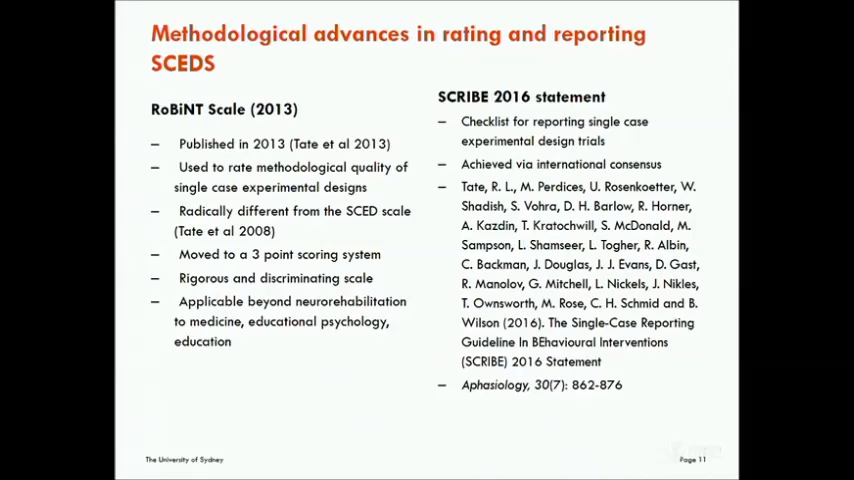 Methodological advances in rating and reporting
SCEDS
RoBiNT Scale (2013)
– Published in 2013 (Tate et al 2013)
– Used to rate methodological quality of
single case experimental designs
– Radically different from the SCED scale
(Tate et al 2008)
– Moved to a 3 point scoring system
– Rigorous and discriminating scale
– Applicable beyond neurorehabilitation
to medicine, educational psychology,
education
SCRIBE 2016 statement
– Checklist for reporting single case
experimental design trials
– Achieved via international consensus
– Tate, R. L., M. Perdices, U. Rosenkoetter, W.
Shadish, S. Vohra, D. H. Barlow, R. Horner,
A. Kazdin, T. Kratochwill, S. McDonald, M.
Sampson, L. Shamseer, L. Togher, R. Albin,
C. Backman, J. Douglas, J. J. Evans, D. Gast,
R. Manolov, G. Mitchell, L. Nickels, J. Nikles,
T. Ownsworth, M. Rose, C. H. Schmid and B.
Wilson (2016). The Single-Case Reporting
Guideline In BEhavioural Interventions
(SCRIBE) 2016 Statement
– Aphasiology, 30(7): 862-876
The University of Sydney
Page 11